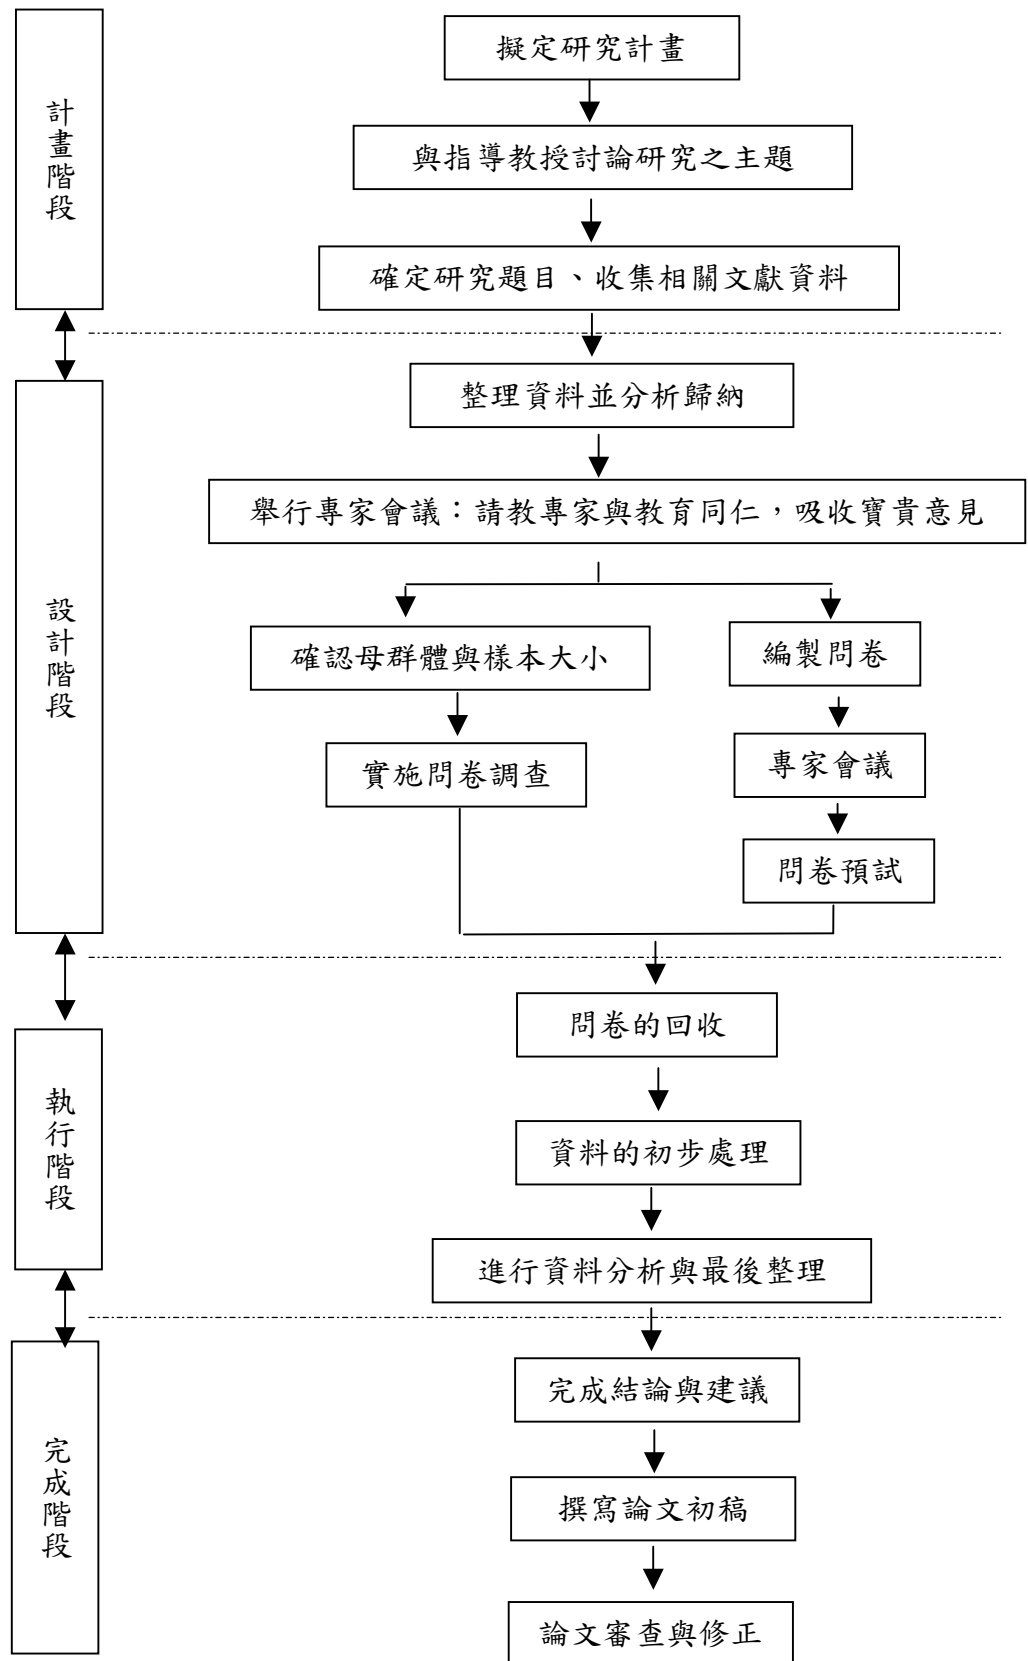 計畫階段
擬定研究計畫
與指導教授討論研究之主題
確定研究題目、收集相關文獻資料
設計階段
整理資料並分析歸納
舉行專家會議：請教專家與教育同仁，吸收寶貴意見
確認母群體與樣本大小
編製問卷
實施問卷調查
專家會議
問卷預試
執行階段
問卷的回收
資料的初步處理
進行資料分析與最後整理
完成階段
完成結論與建議
撰寫論文初稿
論文審查與修正